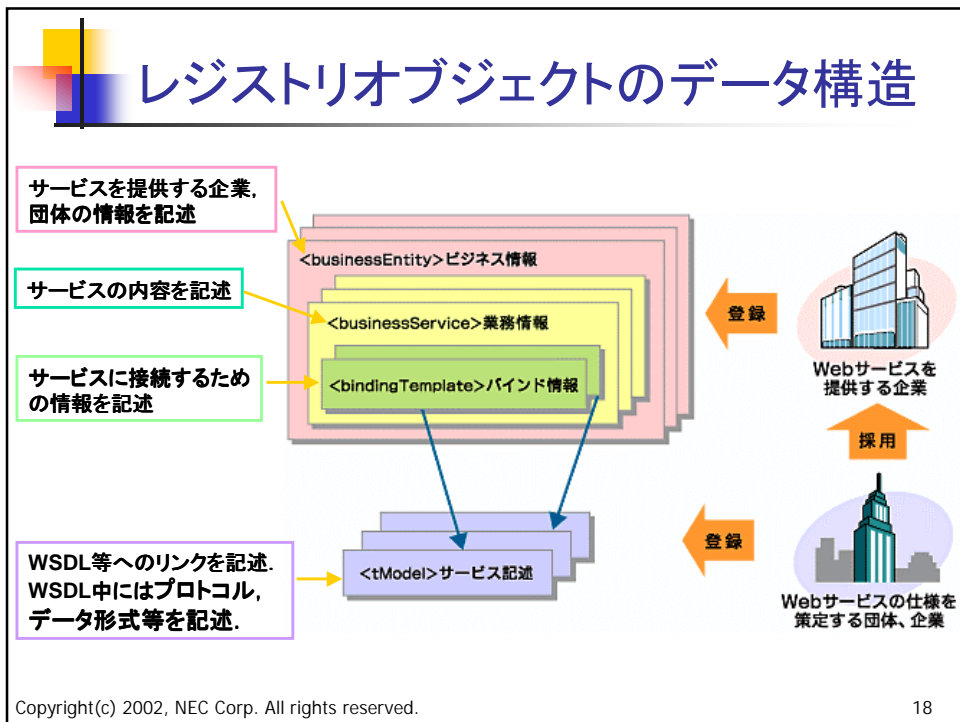 レジストリオブジェクトのデータ構造
サービスを提供する企業,
団体の情報を記述
<businessEntity>ビジネス情報
サービスの内容を記述
<businessService>業務情報
登録
サービスに接続するため
の情報を記述
<bindingTemplate>バインド情報
Webサービスを
提供する企業
採用
WSDL等へのリンクを記述.
WSDL中にはプロトコル,
データ形式等を記述.
<tModel>サービス記述
登録
Webサービスの仕様を
策定する団体、企業
Copyright(c) 2002, NEC Corp. All rights reserved.
18